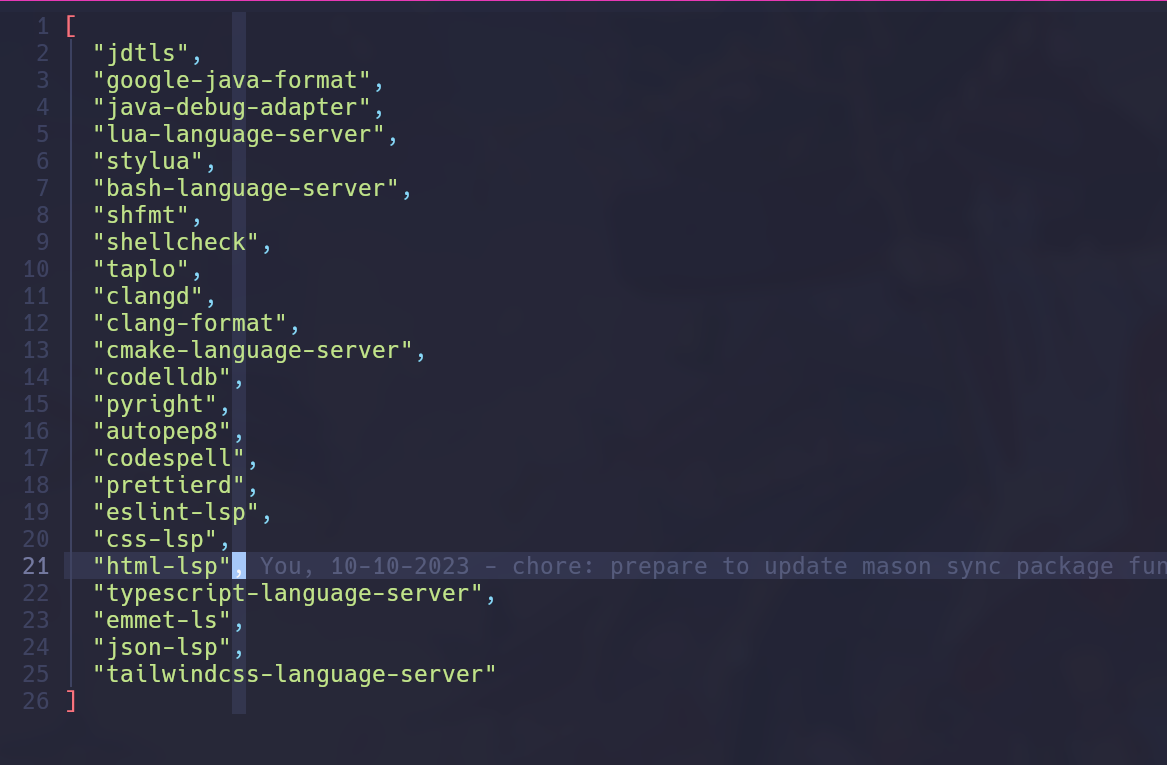 1 [
2 "jdtls",
3 "google-java-format",
4 "java-debug-adapter",
5 "lua-language-server",
6 "stylua",
7 "bash-language-server",
8 "shfmt",
9 "shellcheck",
10 "taplo",
11 "clangd",
12 "clang-format",
13 "cmake-language-server",
14 "codelldb",
15 "pyright",
16 "autopep8",
17 "codespell",
18 "prettierd",
19 "eslint-lsp",
20 "css-lsp",
21 "html-lsp", You, 10-10-2023 - chore: prepare to update mason sync package fun
22 "typescript-language-server",
23 "emmet-ls",
24 "json-lsp",
25 "tailwindcss-language-server"
26 ]